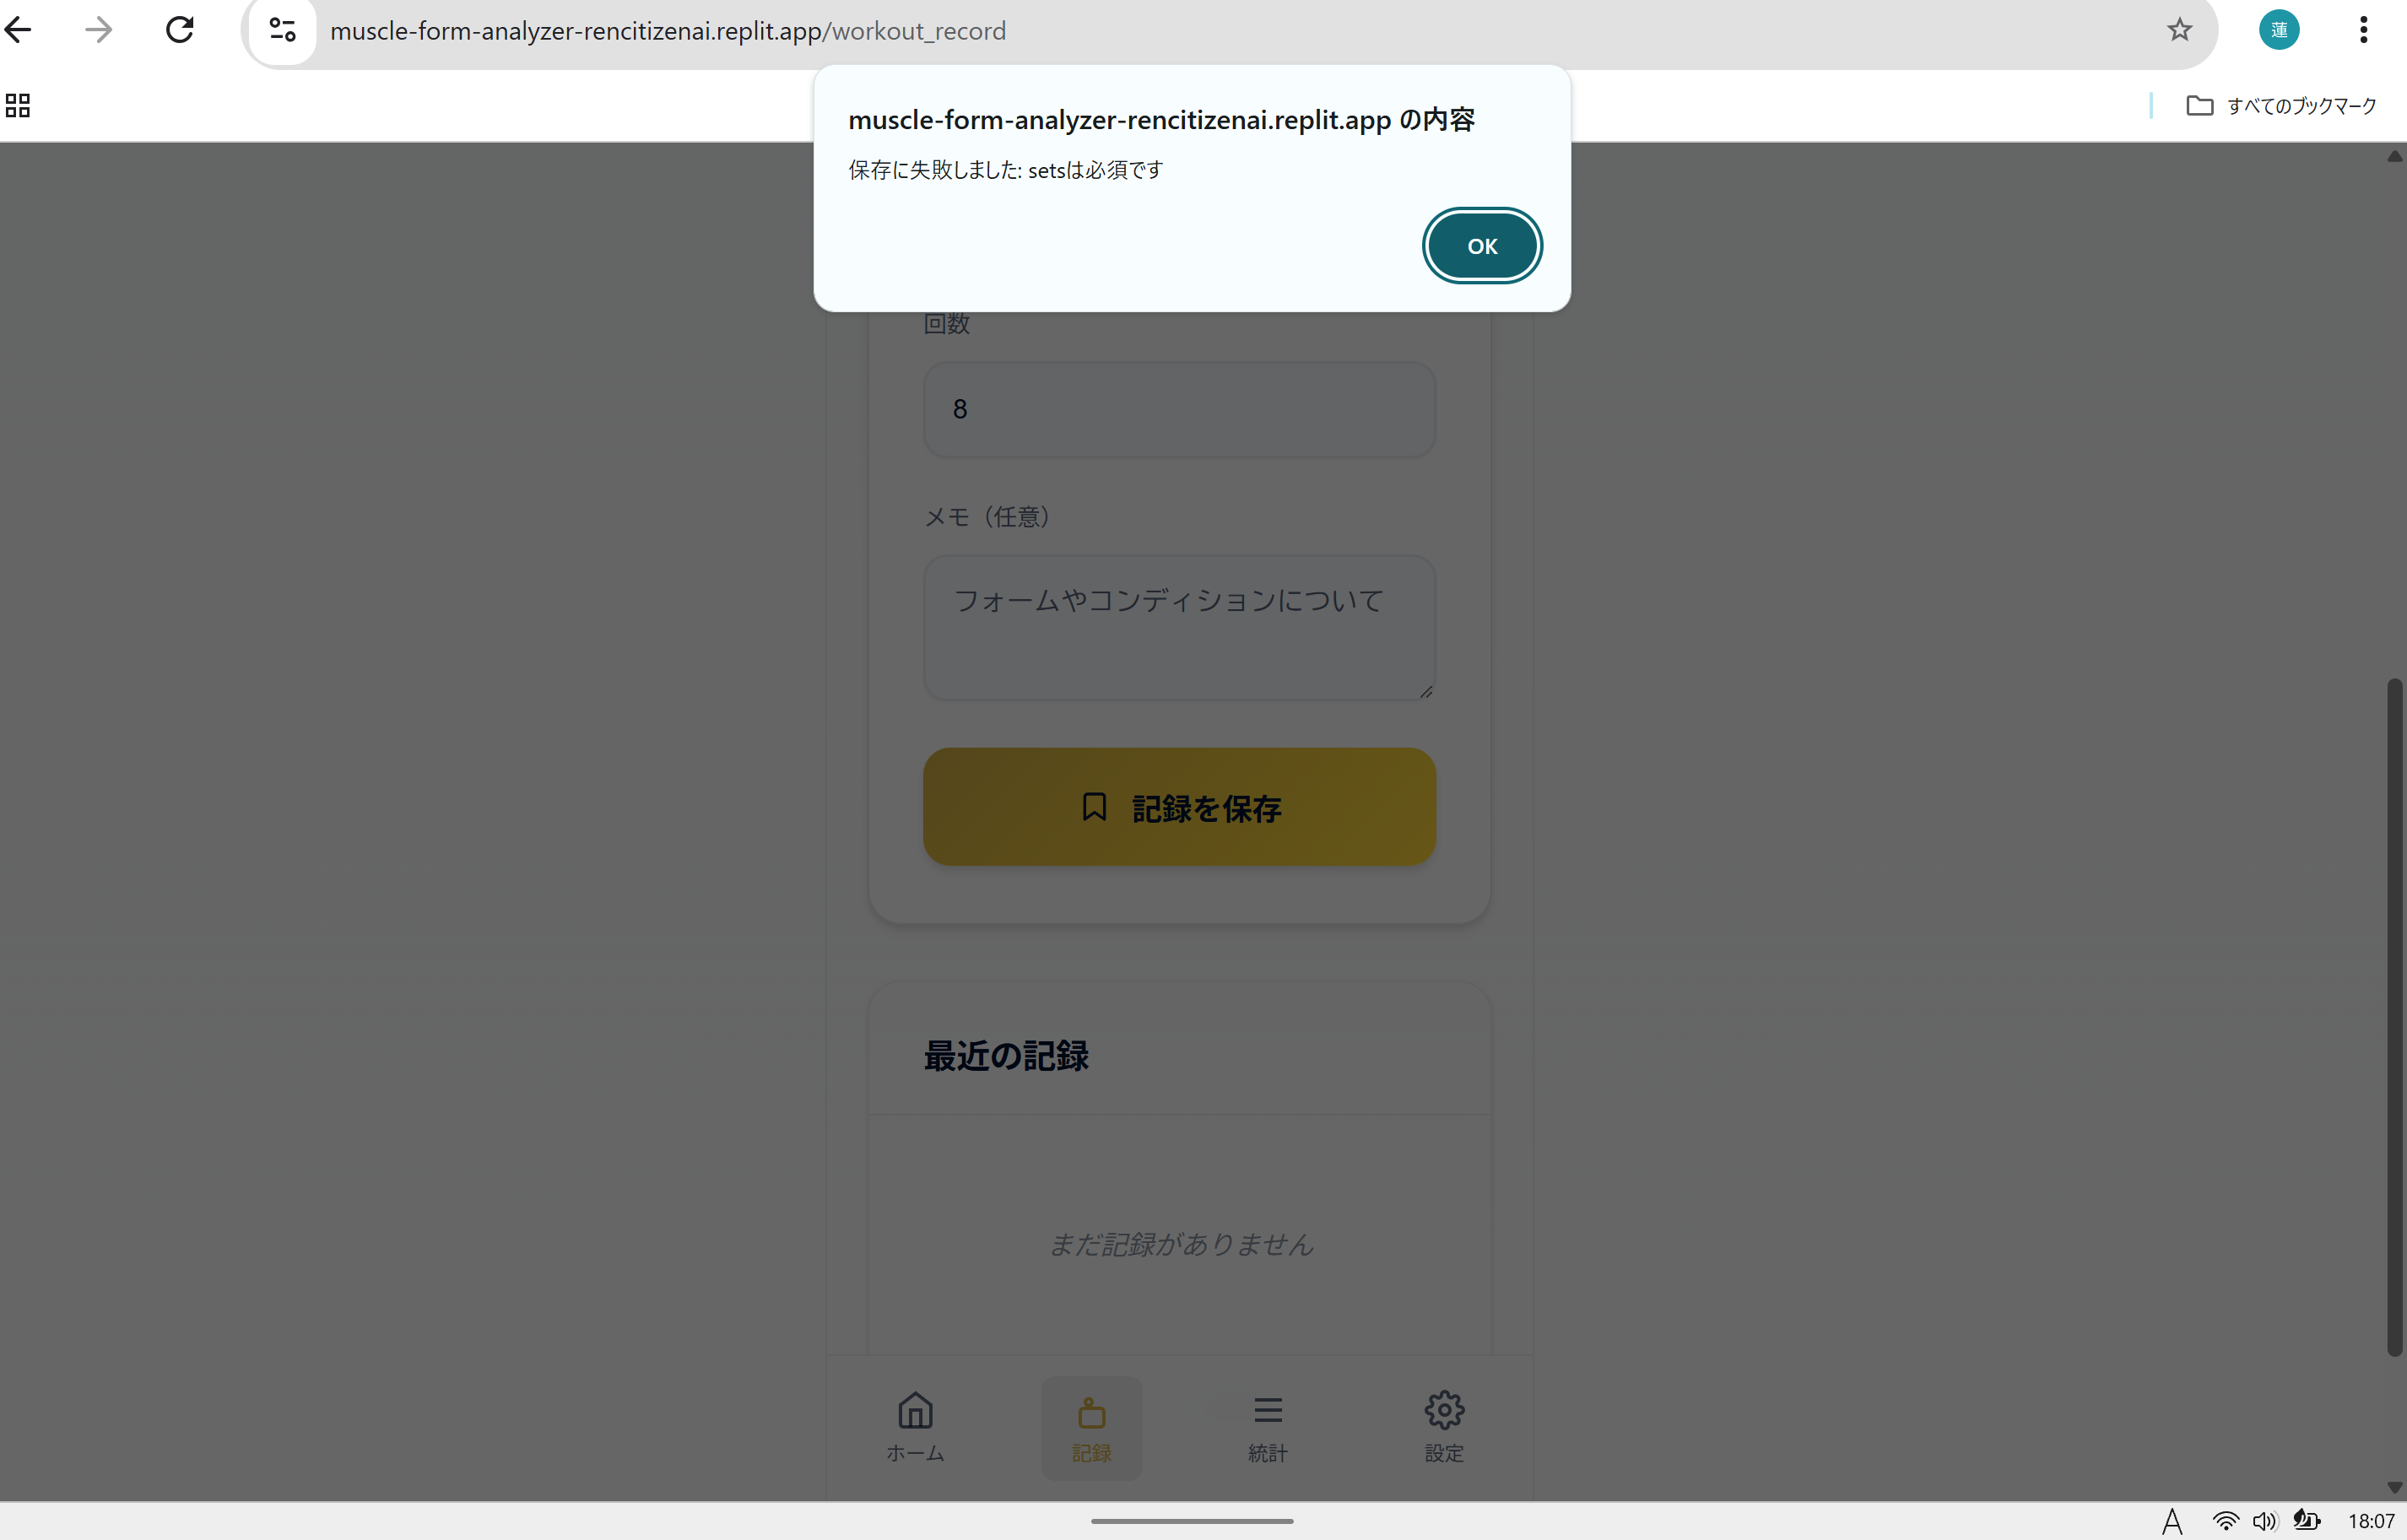 muscle-form-analyzer-rencitizenai.replit.app/workout_record
蓮
すべてのブックマーク
muscle-form-analyzer-rencitizenai.replit.app の内容
保存に失敗しました: setsは必須です
OK
回数
8
メモ（任意）
フォームやコンディションについて
記録を保存
最近の記録
まだ記録がありません
ホーム
記録
統計
設定
A
18:07